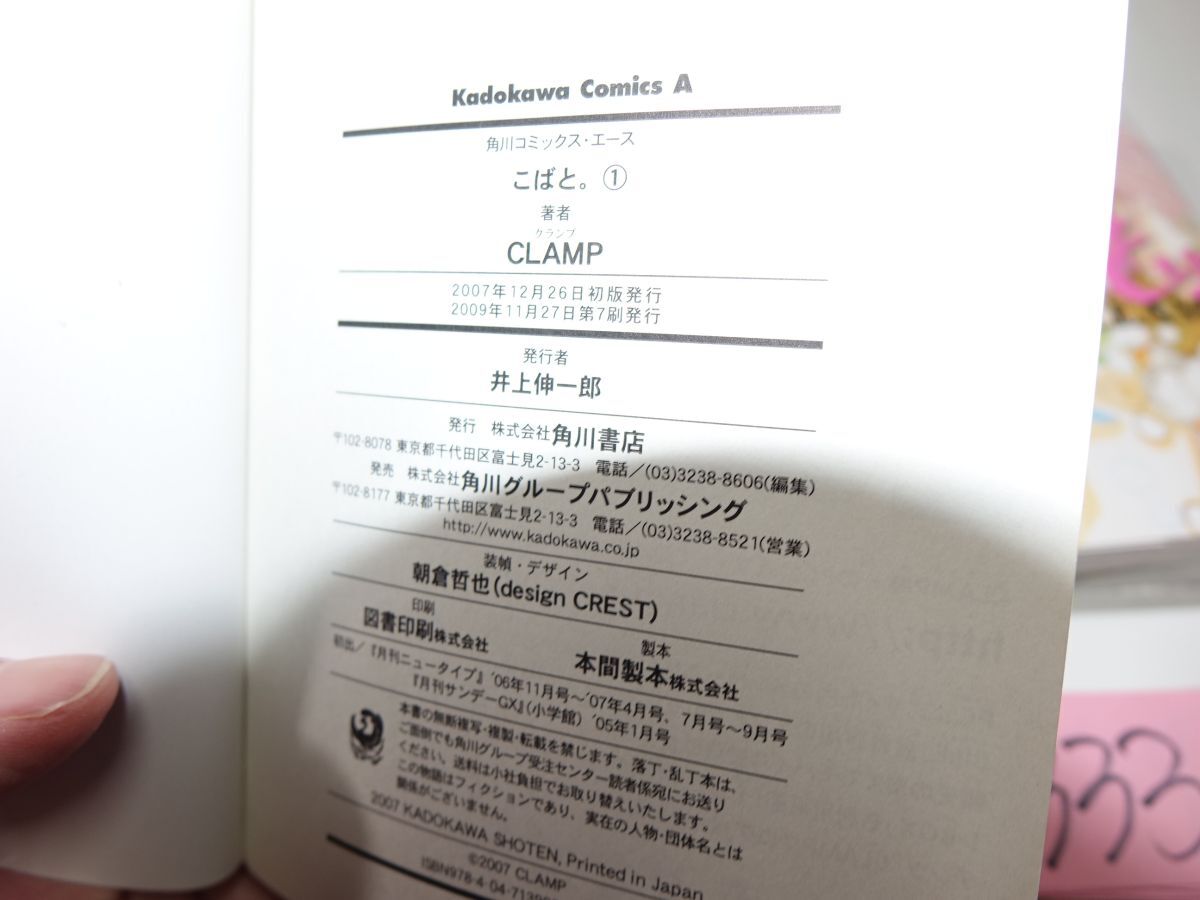 Kadokawa Comics A
角川コミックス・エース
こばと。①
著者
クランプ
CLAMP
2007年12月26日初版発行
2009年11月27日第7刷発行
発行者
井上伸一郎
発行 株式会社角川書店
〒102-8078 東京都千代田区富士見2-13-3 電話/(03)3238-8606(編集)
発売 株式会社角川グループパブリッシング
〒102-8177 東京都千代田区富士見2-13-3 電話/(03)3238-8521(営業)
http://www.kadokawa.co.jp
装幀・デザイン
朝倉哲也(design CREST)
印刷
図書印刷株式会社
製本
本間製本株式会社
初出/『月刊ニュータイプ』'06年11月号〜'07年4月号、7月号〜9月号
『月刊サンデーGX』(小学館) '05年1月号
本書の無断複写・複製・転載を禁じます。落丁・乱丁本は、
ご面倒でも角川グループ受注センター読者係宛にお送り
ください。送料は小社負担でお取り替えいたします。
この物語はフィクションであり、実在の人物・団体名とは
関係がございません。
2007 KADOKAWA SHOTEN, Printed in Japan
©2007 CLAMP
ISBN978-4-04-713
333